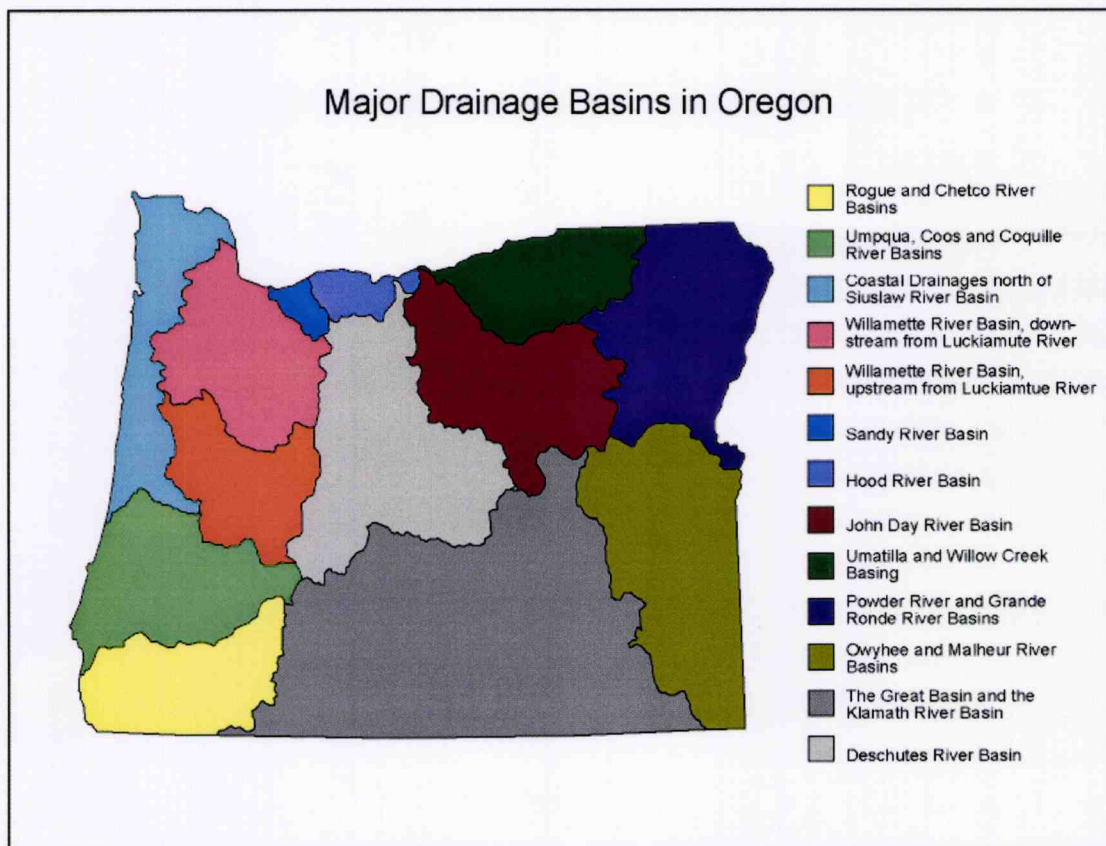 Major Drainage Basins in Oregon
Rogue and Chetco River
Basins
Umpqua, Coos and Coquille
River Basins
Coastal Drainages north of
Siuslaw River Basin
Willamette River Basin, down-
stream from Luckiamute River
Willamette River Basin,
upstream from Luckiamtue River
Sandy River Basin
Hood River Basin
John Day River Basin
Umatilla and Willow Creek
Basing
Powder River and Grande
Ronde River Basins
Owyhee and Malheur River
Basins
The Great Basin and the
Klamath River Basin
Deschutes River Basin